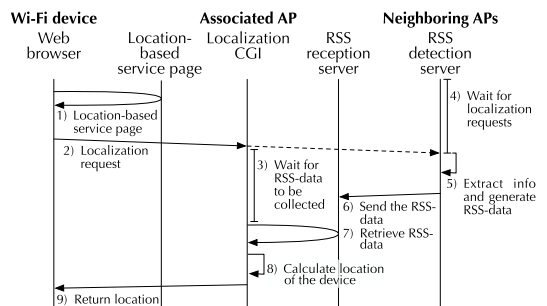 Wi-Fi device
Associated AP
Neighboring APs
Web
browser
Location-
based
service page
Localization
CGI
RSS
reception
server
RSS
detection
server
1) Location-based
service page
2) Localization
request
3) Wait for
RSS-data
to be
collected
4) Wait for
localization
requests
5) Extract info
and generate
RSS-data
6) Send the RSS-
data
7) Retrieve RSS-
data
8) Calculate location
of the device
9) Return location